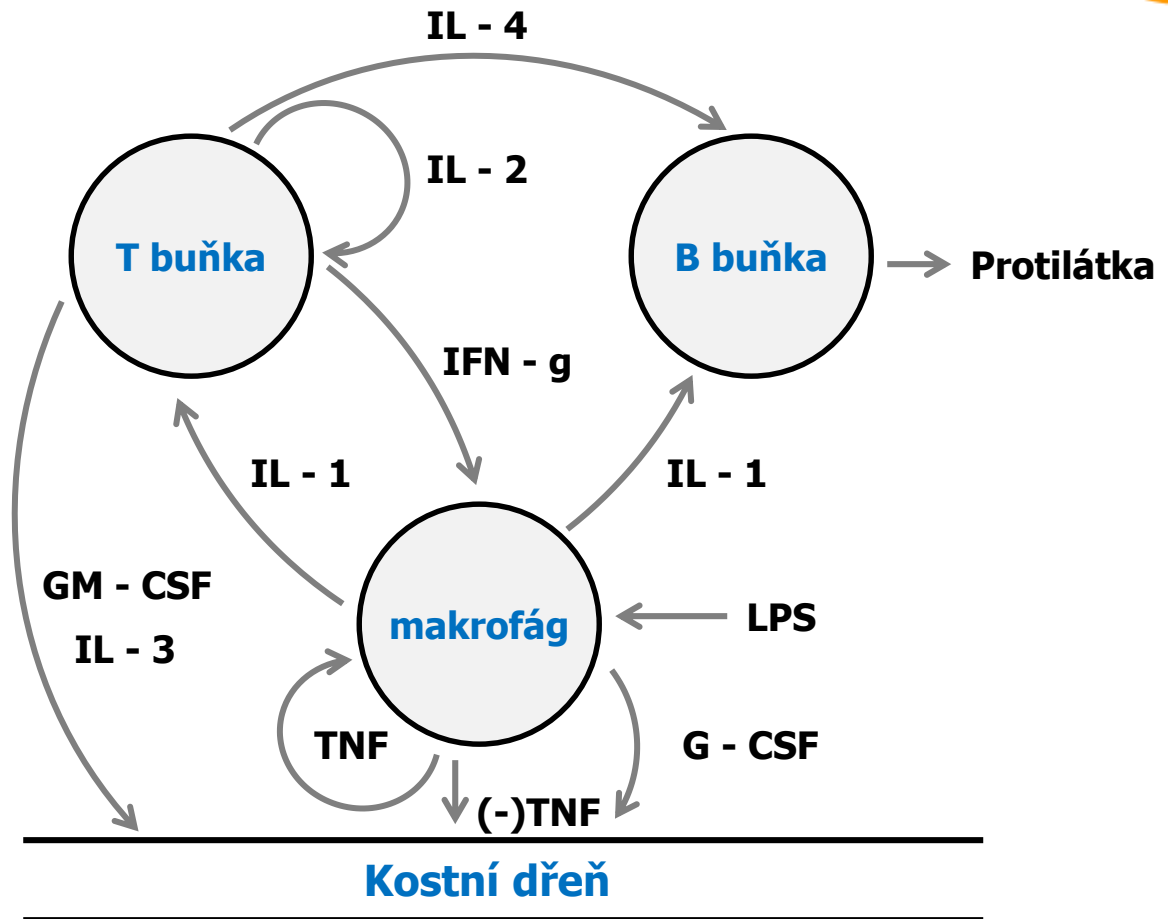 IL - 4
IL - 2
T buňka
B buňka
Protilátka
IFN - g
IL - 1
IL - 1
GM - CSF
IL - 3
makrofág
LPS
TNF
G - CSF
(-)TNF
Kostní dřeň